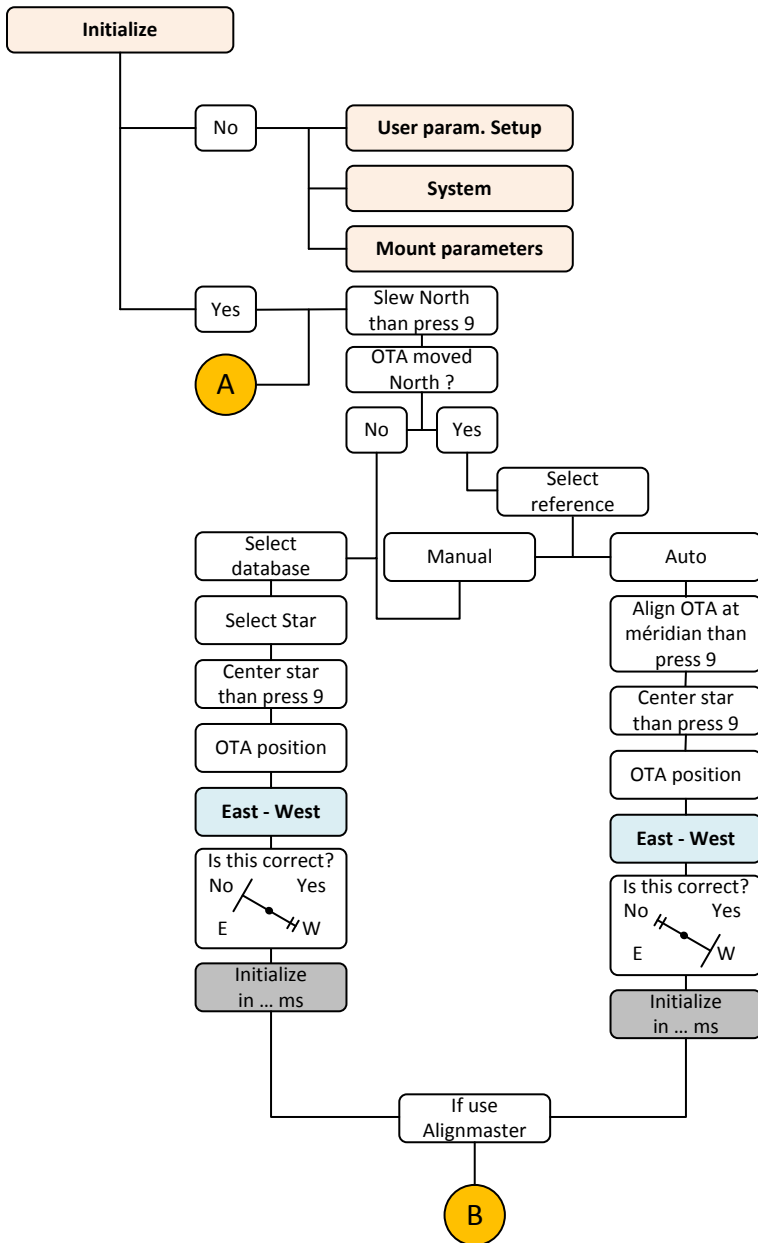 Initialize
No
User param. Setup
System
Mount parameters
Yes
Slew North
than press 9
A
OTA moved
North ?
No
Yes
Select
reference
Select
database
Manual
Auto
Select Star
Align OTA at
méridian than
press 9
Center star
than press 9
Center star
than press 9
OTA position
OTA position
East - West
East - West
Is this correct?
No Yes
E W
Is this correct?
No Yes
E W
Initialize
in ... ms
Initialize
in ... ms
If use
Alignmaster
B